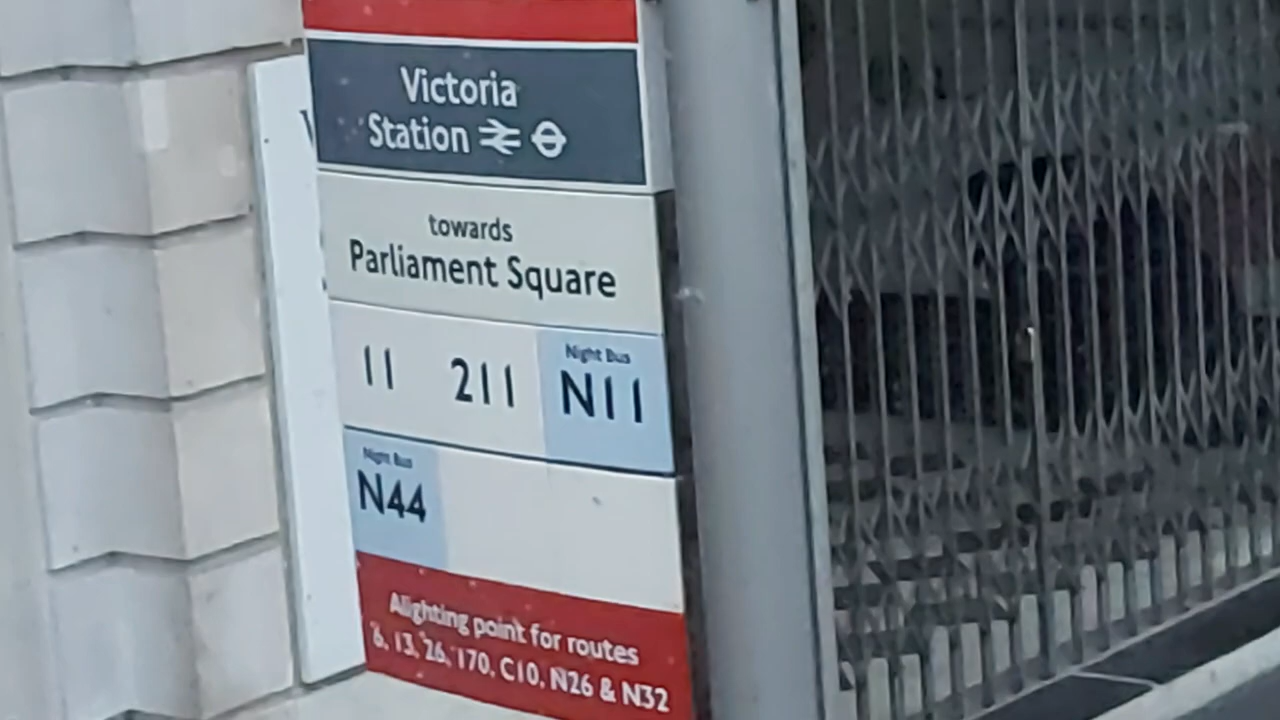 Victoria
Station
towards
Parliament Square
11 211 Night Bus N11
Night Bus
N44
Alighting point for routes
6, 13, 26, 170, C10, N26 & N32